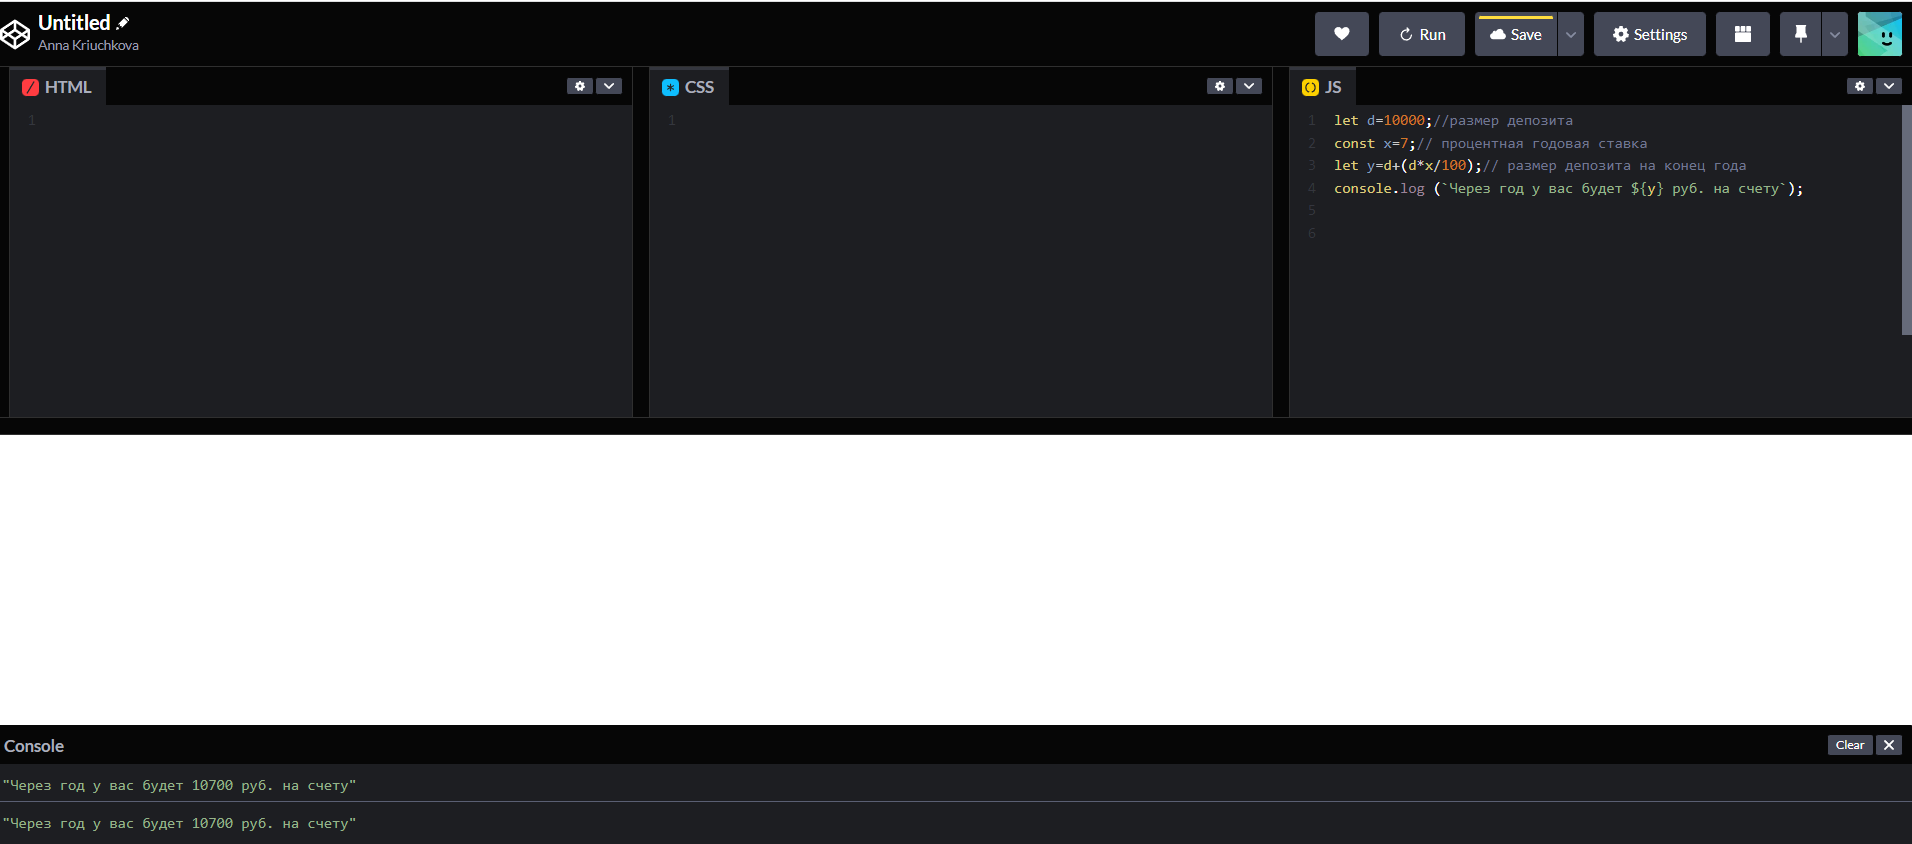 Untitled
Anna Kriuchkova
Run
Save
Settings
HTML
1
CSS
1
JS
1 let d=10000;//размер депозита
2 const x=7;// процентная годовая ставка
3 let y=d+(d*x/100);// размер депозита на конец года
4 console.log (`Через год у вас будет ${y} руб. на счету`);
5
6
Console
Clear
"Через год у вас будет 10700 руб. на счету"
"Через год у вас будет 10700 руб. на счету"